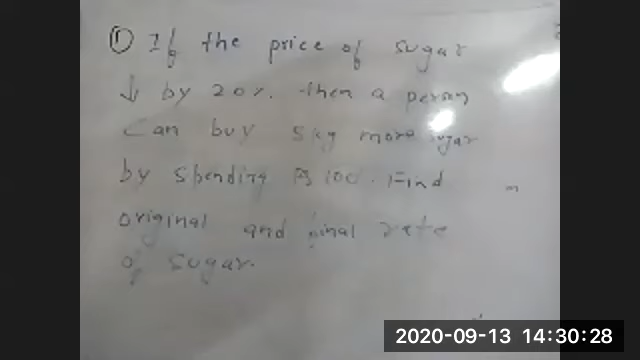 ① If the price of sugar
↓ by 20%. then a person
can buy 5kg more sugar
by spending ₨ 100. Find
original and final rate
of sugar.
2020-09-13 14:30:28